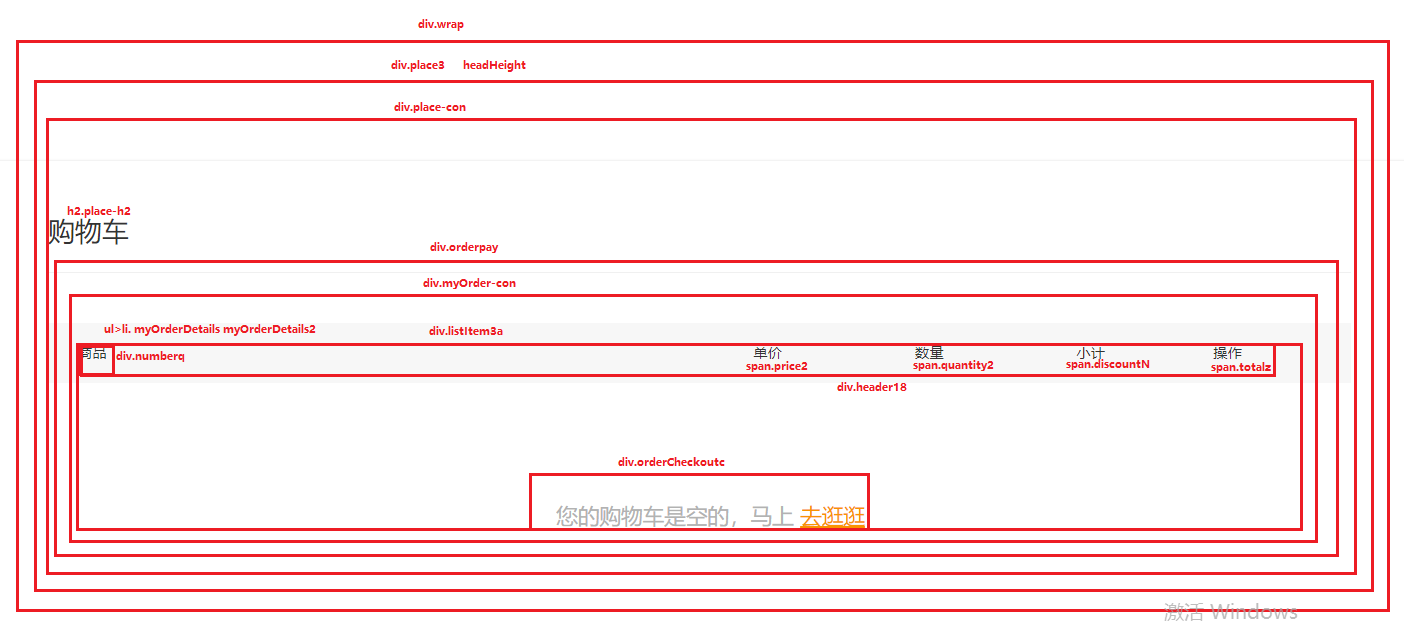 div.wrap
div.place3 headHeight
div.place-con
h2.place-h2
购物车
div.orderpay
div.myOrder-con
ul>li. myOrderDetails myOrderDetails2 div.listItem3a
商品 div.numberq 单价 数量 小计 操作
span.price2 span.quantity2 span.discountN span.totalz
div.header18
div.orderCheckoutc
您的购物车是空的，马上 去逛逛
激活 Windows